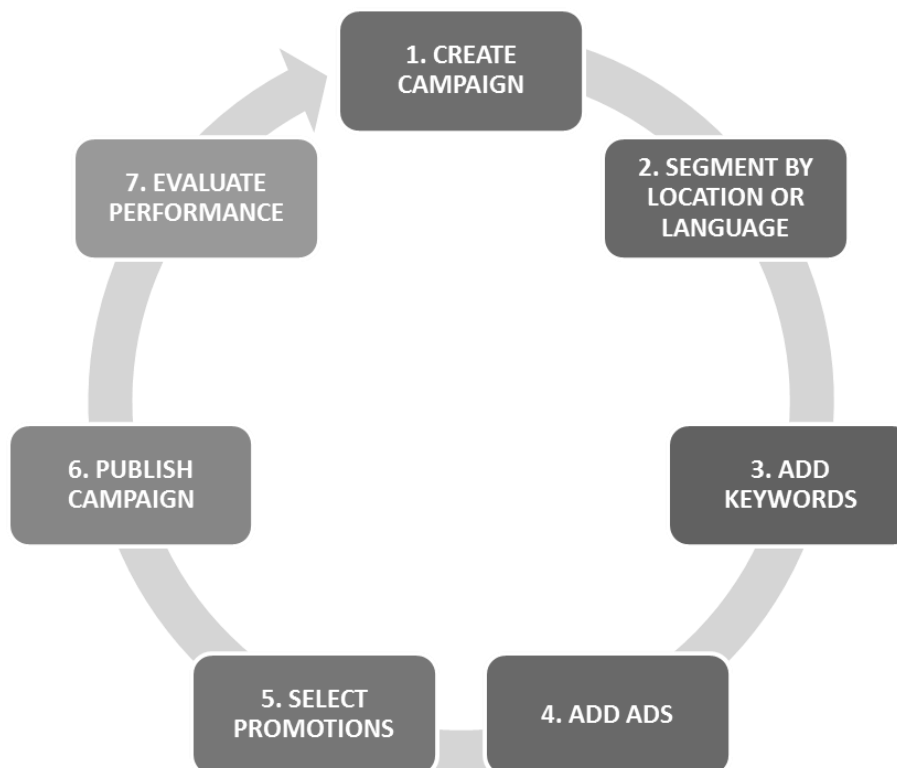 1. CREATE
CAMPAIGN
2. SEGMENT BY
LOCATION OR
LANGUAGE
3. ADD
KEYWORDS
4. ADD ADS
5. SELECT
PROMOTIONS
6. PUBLISH
CAMPAIGN
7. EVALUATE
PERFORMANCE